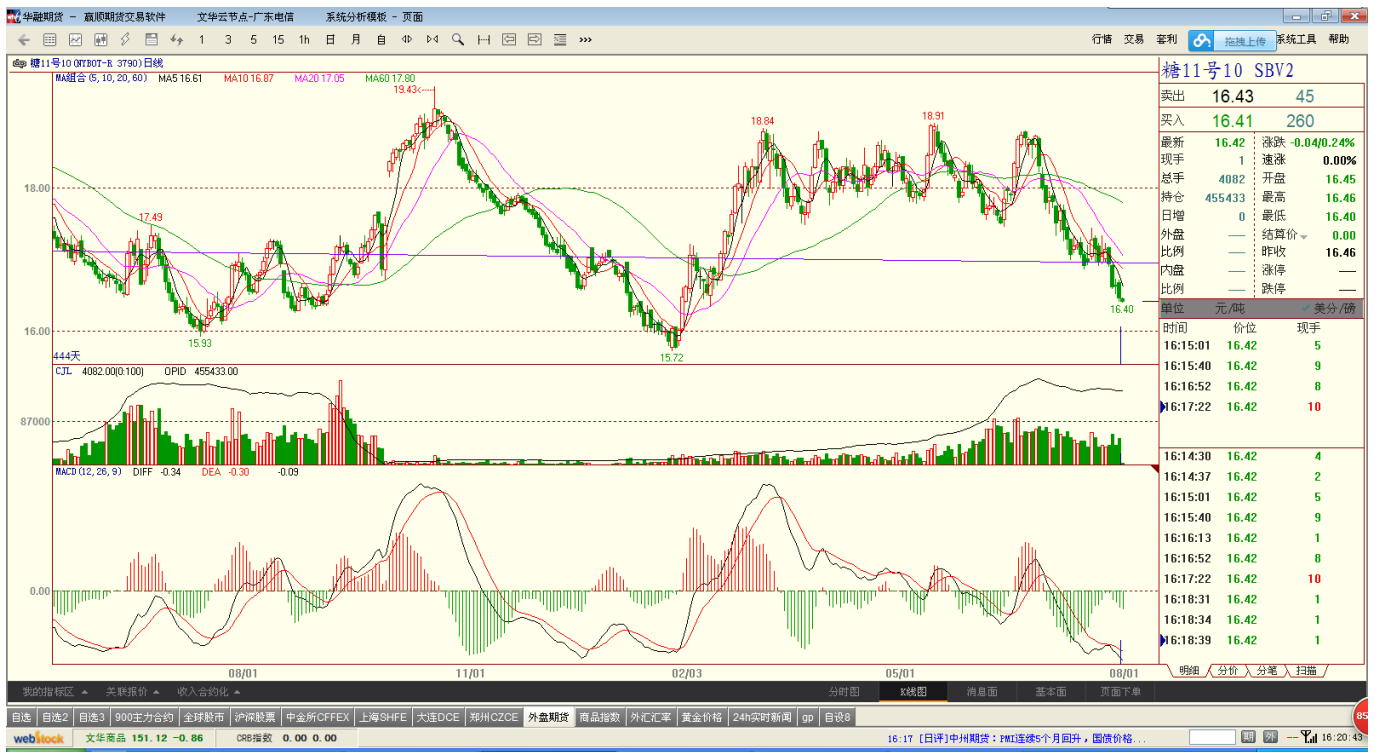 华融期货 - 赢顺期货交易软件 文华云节点-广东电信 系统分析模板 - 页面
1 3 5 15 1h 日 月 自 »» 行情 交易 套利 拖拽上传 系统工具 帮助
糖11号10 (NYBOT-R 3790)日线
MA组合(5,10,20,60) MA5 16.61 MA10 16.87 MA20 17.05 MA60 17.80
19.43
18.84
18.91
18.00
17.49
16.40
16.00
15.93
15.72
444天
CJL 4082.00(0:100) OPID 455433.00
87000
MACD(12,26,9) DIFF -0.34 DEA -0.30 -0.09
0.00
08/01 11/01 02/03 05/01 08/01
糖11号10 SBV2
卖出 16.43 45
买入 16.41 260
最新 16.42 涨跌 -0.04/0.24%
现手 1 速涨 0.00%
总手 4082 开盘 16.45
持仓 455433 最高 16.46
日增 0 最低 16.40
外盘 — 结算价 0.00
比例 — 昨收 16.46
内盘 — 涨停 —
比例 — 跌停 —
单位 元/吨 美分/磅
时间 价位 现手
16:15:01 16.42 5
16:15:40 16.42 9
16:16:52 16.42 8
16:17:22 16.42 10
16:14:30 16.42 4
16:14:37 16.42 2
16:15:01 16.42 5
16:15:40 16.42 9
16:16:13 16.42 1
16:16:52 16.42 8
16:17:22 16.42 10
16:18:31 16.42 1
16:18:34 16.42 1
16:18:39 16.42 1
明细 分价 分笔 扫描
我的指标区 关联报价 收入合约化 分时图 K线图 消息面 基本面 页面下单
自选 自选2 自选3 900主力合约 全球股市 沪深股票 中金所CFFEX 上海SHFE 大连DCE 郑州CZCE 外盘期货 商品指数 外汇汇率 黄金价格 24h实时新闻 gp 自设8
85
webstock 文华商品 151.12 -0.86 CRB指数 0.00 0.00 16:17 [日评]中州期货：PMI连续5个月回升，国债价格... 期 外 -- 16:20:43